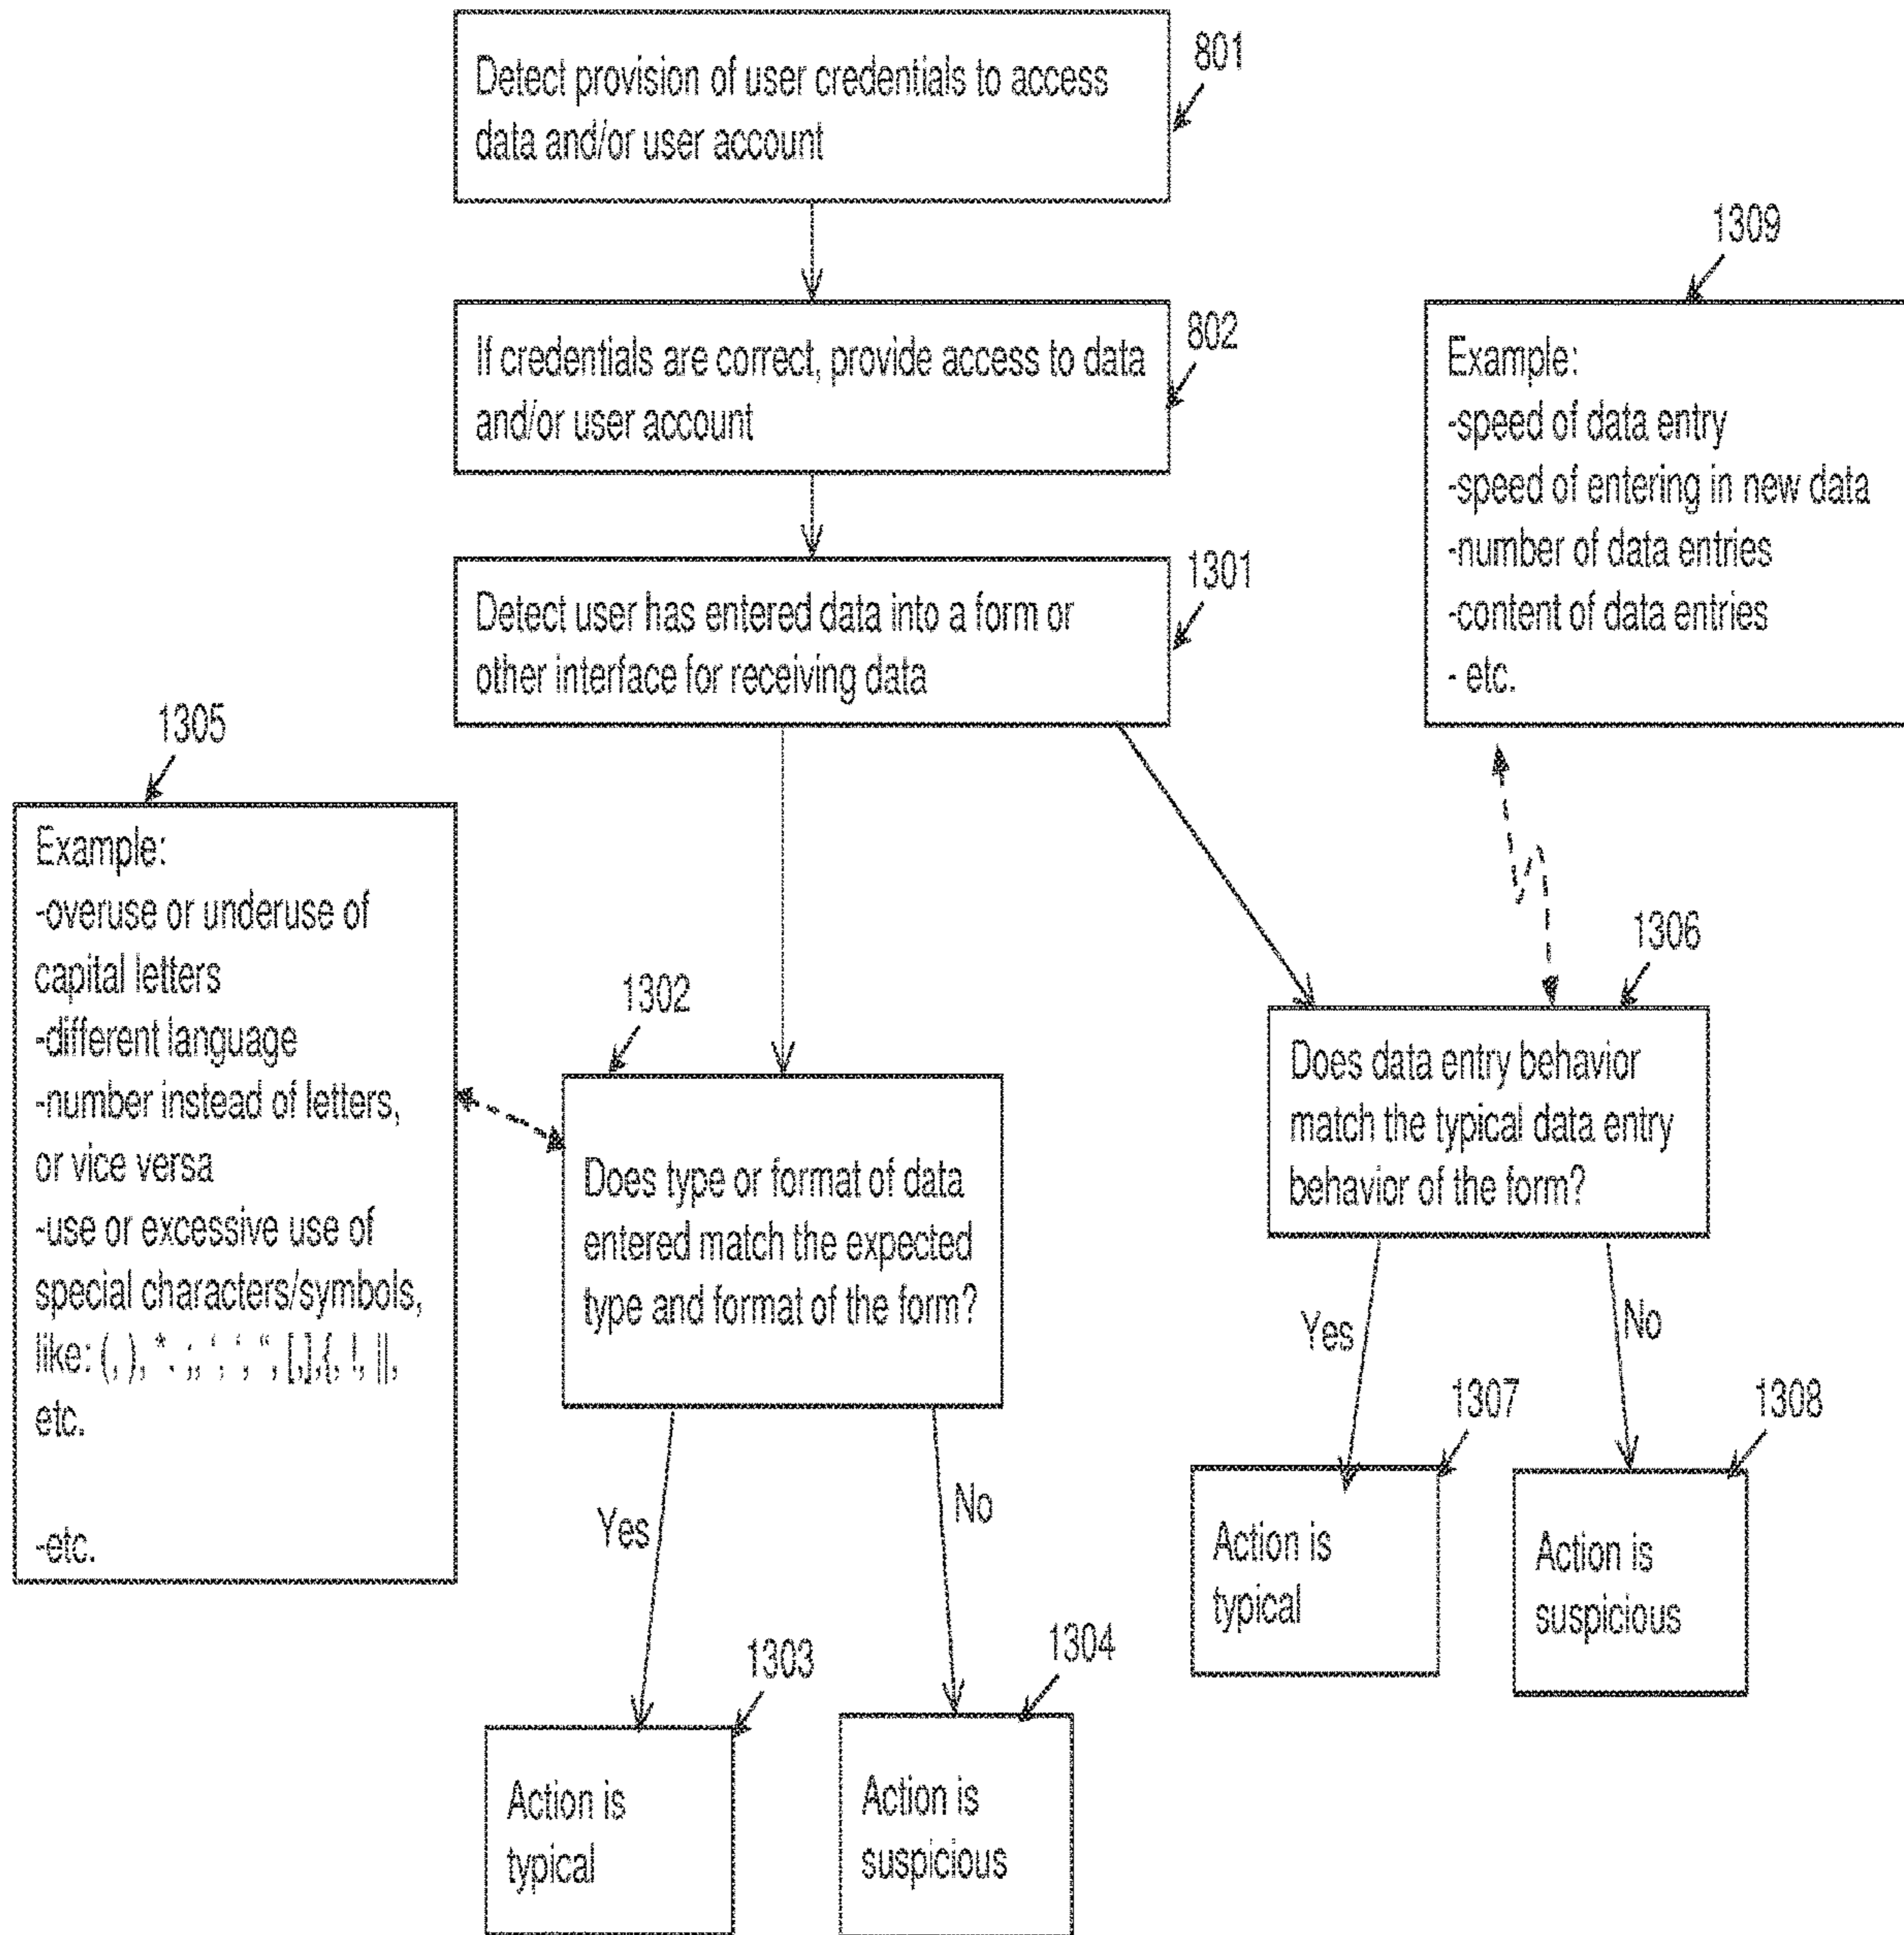 801
Detect provision of user credentials to access
data and/or user account
802
If credentials are correct, provide access to data
and/or user account
1309
Example:
-speed of data entry
-speed of entering in new data
-number of data entries
-content of data entries
- etc.
1301
Detect user has entered data into a form or
other interface for receiving data
1305
Example:
-overuse or underuse of
capital letters
-different language
-number instead of letters,
or vice versa
-use or excessive use of
special characters/symbols,
like: (, ), *,
etc.
-etc.
1302
Does type or format of data
entered match the expected
type and format of the form?
1306
Does data entry behavior
match the typical data entry
behavior of the form?
Yes
No
1307
Action is
typical
1308
Action is
suspicious
Yes
No
1303
Action is
typical
1304
Action is
suspicious